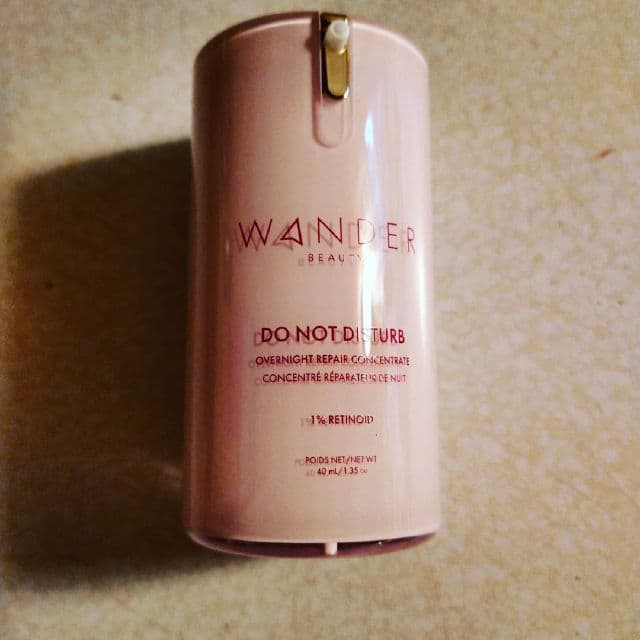 WANDER
BEAUTY
DO NOT DISTURB
OVERNIGHT REPAIR CONCENTRATE
CONCENTRÉ RÉPARATEUR DE NUIT
1% RETINOID
POIDS NET/NET WT
40 mL/1.35 oz